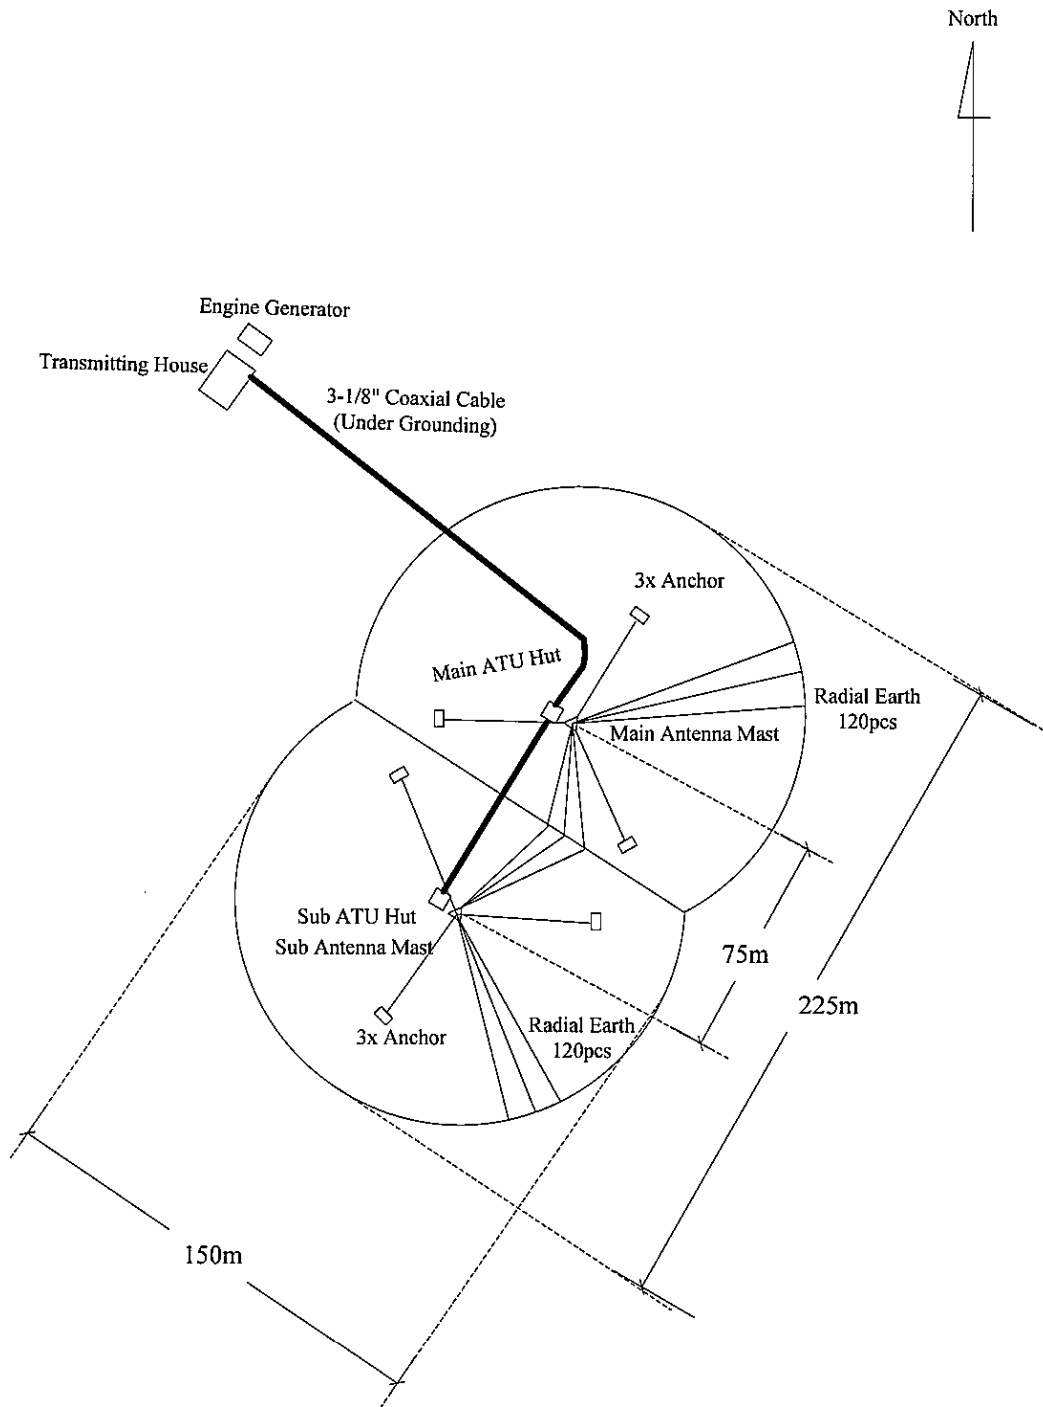 North
Engine Generator
Transmitting House
3-1/8" Coaxial Cable
(Under Grounding)
3x Anchor
Main ATU Hut
Radial Earth
120pcs
Main Antenna Mast
Sub ATU Hut
Sub Antenna Mast
75m
225m
Radial Earth
120pcs
3x Anchor
150m